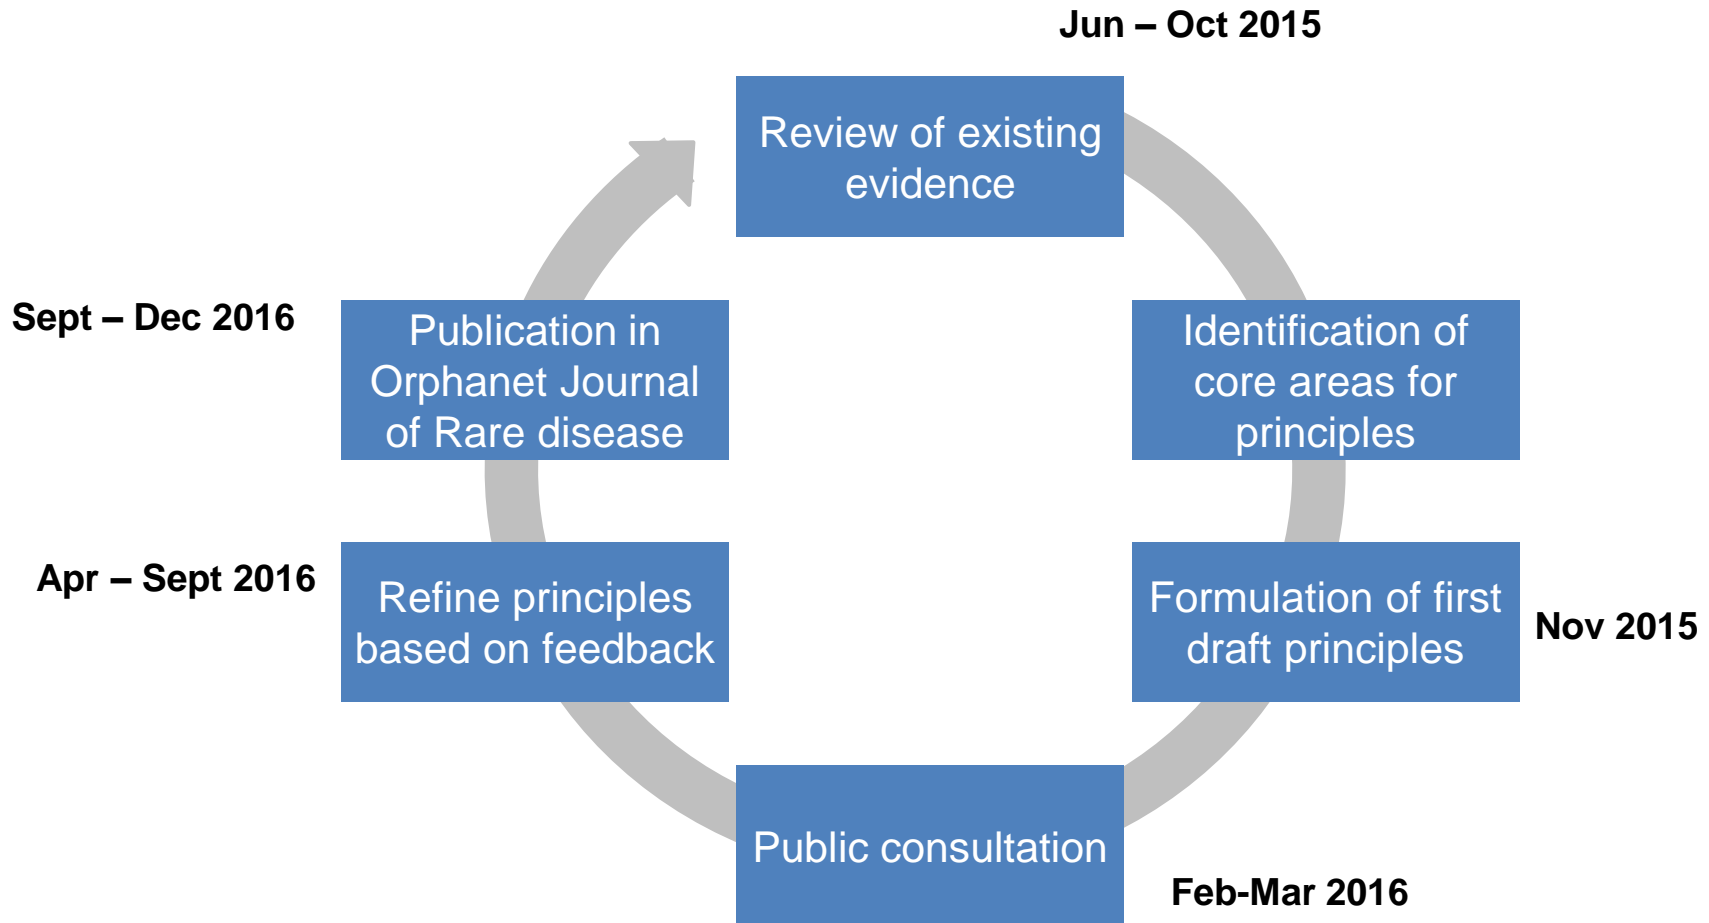 Jun – Oct 2015
Review of existing
evidence
Identification of
core areas for
principles
Formulation of first
draft principles
Nov 2015
Public consultation
Feb-Mar 2016
Refine principles
based on feedback
Apr – Sept 2016
Publication in
Orphanet Journal
of Rare disease
Sept – Dec 2016